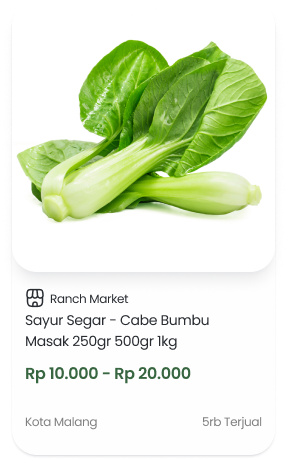 Ranch Market
Sayur Segar - Cabe Bumbu
Masak 250gr 500gr 1kg
Rp 10.000 - Rp 20.000
Kota Malang
5rb Terjual